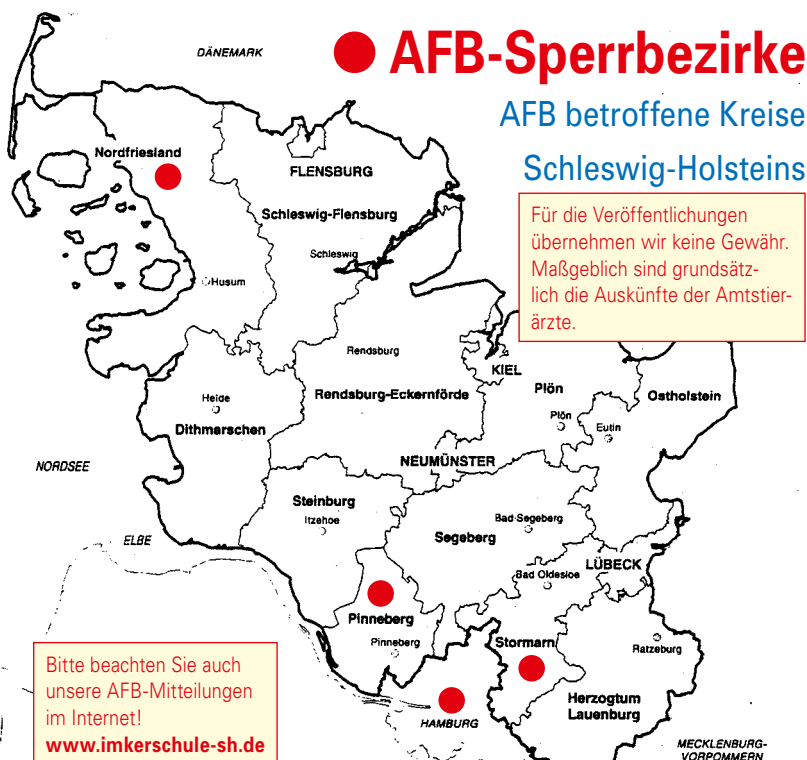 AFB-Sperrbezirke
AFB betroffene Kreise
Schleswig-Holsteins
Für die Veröffentlichungen
übernehmen wir keine Gewähr.
Maßgeblich sind grundsätz-
lich die Auskünfte der Amtstier-
ärzte.
DÄNEMARK
Nordfriesland
FLENSBURG
Schleswig-Flensburg
Schleswig
Husum
Rendsburg
KIEL
Rendsburg-Eckernförde
Plön
Ostholstein
Heide
Plön
Eutin
Dithmarschen
NEUMÜNSTER
NORDSEE
Steinburg
Itzehoe
Bad Segeberg
Segeberg
ELBE
LÜBECK
Bad Oldesloe
Pinneberg
Pinneberg
Stormarn
Ratzeburg
Herzogtum
Lauenburg
HAMBURG
MECKLENBURG-
VORPOMMERN
Bitte beachten Sie auch
unsere AFB-Mitteilungen
im Internet!
www.imkerschule-sh.de